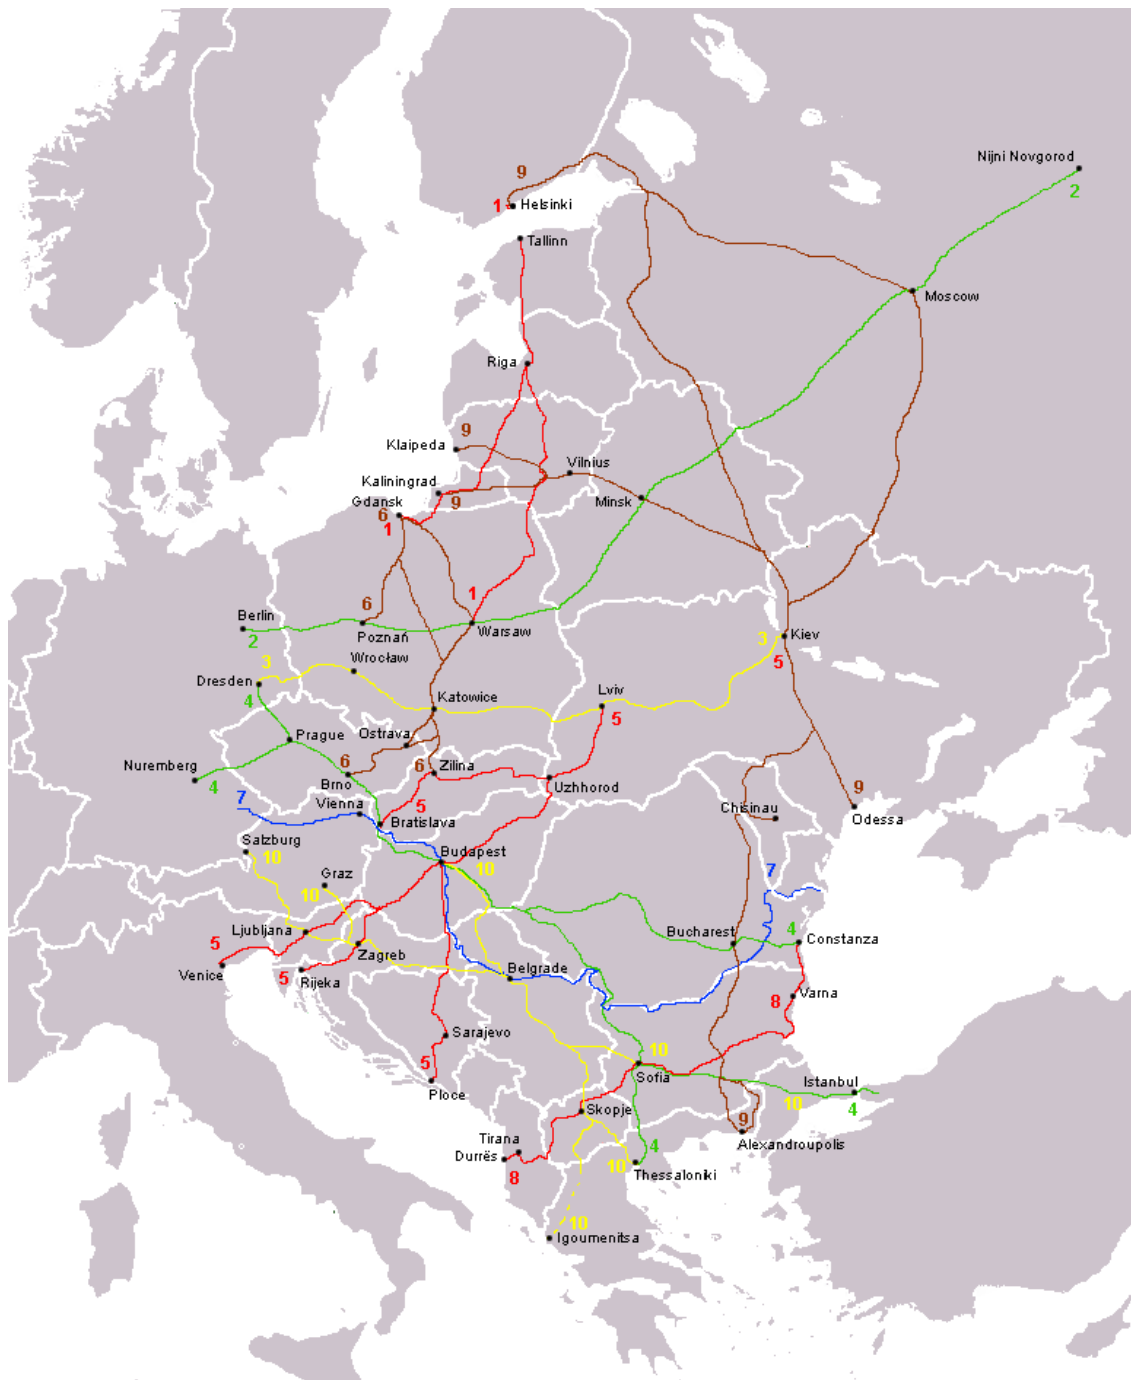 Nijni Novgorod
9
2
1
Helsinki
Tallinn
Moscow
Riga
9
Klaipeda
Vilnius
Kaliningrad
Minsk
Gdansk
9
6
1
1
6
Berlin
2
Poznań
Warsaw
3
Kiev
5
Wrocław
3
Dresden
4
Katowice
Lviv
5
Ostrava
Prague
Nuremberg
4
6
Brno
6
Zilina
Uzhhorod
9
7
Vienna
5
Bratislava
Chisinau
Odessa
Salzburg
10
Budapest
10
7
Graz
10
Ljubljana
Bucharest
4
Constanza
5
Zagreb
Venice
5
Rijeka
Belgrade
8
Varna
Sarajevo
10
5
Sofia
Ploce
Istanbul
10
4
Skopje
9
Alexandroupolis
Tirana
4
Durrës
10
Thessaloniki
8
10
Igoumenitsa